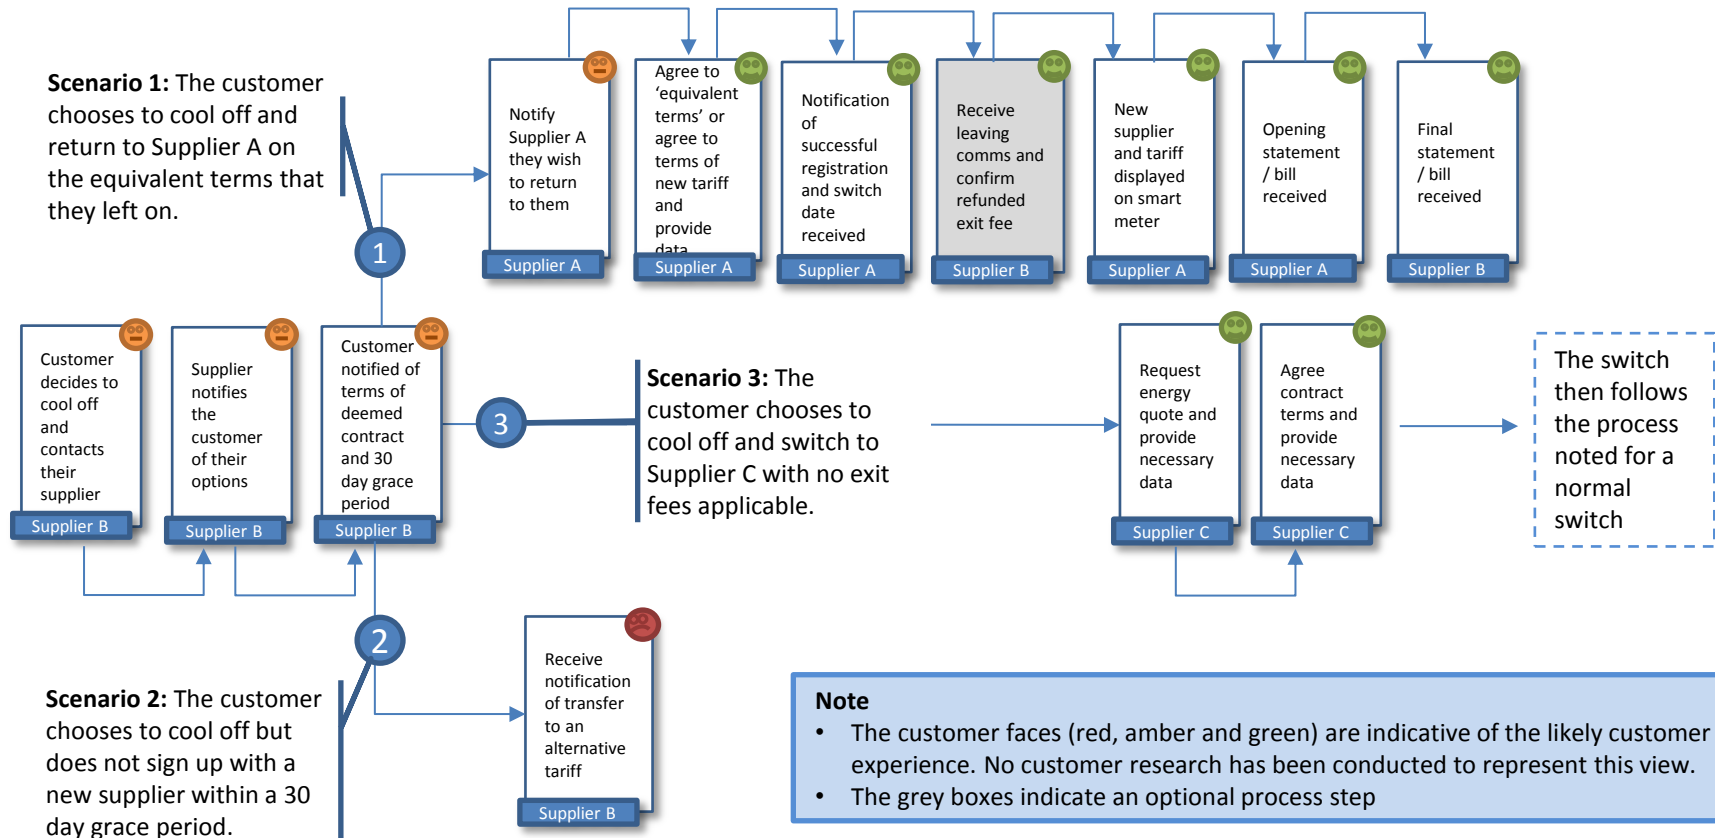 Scenario 1: The customer
chooses to cool off and
return to Supplier A on
the equivalent terms that
they left on.
1
Notify
Supplier A
they wish
to return
to them
Supplier A
Agree to
‘equivalent
terms’ or
agree to
terms of
new tariff
and
provide
data
Supplier A
Notification
of
successful
registration
and switch
date
received
Supplier A
Receive
leaving
comms and
confirm
refunded
exit fee
Supplier B
New
supplier
and tariff
displayed
on smart
meter
Supplier A
Opening
statement
/ bill
received
Supplier A
Final
statement
/ bill
received
Supplier B
Customer
decides to
cool off
and
contacts
their
supplier
Supplier B
Supplier
notifies
the
customer
of their
options
Supplier B
Customer
notified of
terms of
deemed
contract
and 30
day grace
period
Supplier B
3
Scenario 3: The
customer chooses to
cool off and switch to
Supplier C with no exit
fees applicable.
Request
energy
quote and
provide
necessary
data
Supplier C
Agree
contract
terms and
provide
necessary
data
Supplier C
The switch
then follows
the process
noted for a
normal
switch
2
Scenario 2: The customer
chooses to cool off but
does not sign up with a
new supplier within a 30
day grace period.
Receive
notification
of transfer
to an
alternative
tariff
Supplier B
Note
• The customer faces (red, amber and green) are indicative of the likely customer
experience. No customer research has been conducted to represent this view.
• The grey boxes indicate an optional process step